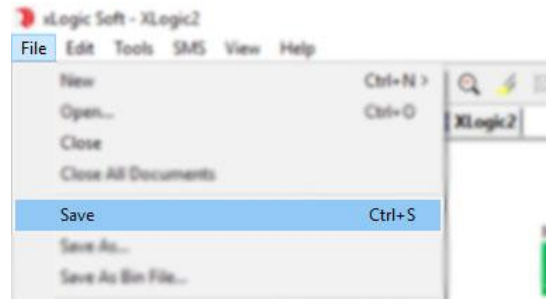 xLogic Soft - XLogic2
File Edit Tools SMS View Help
New Ctrl+N >
Open... Ctrl+O
XLogic2
Close
Close All Documents
Save Ctrl+S
Save As...
Save As Bin File...